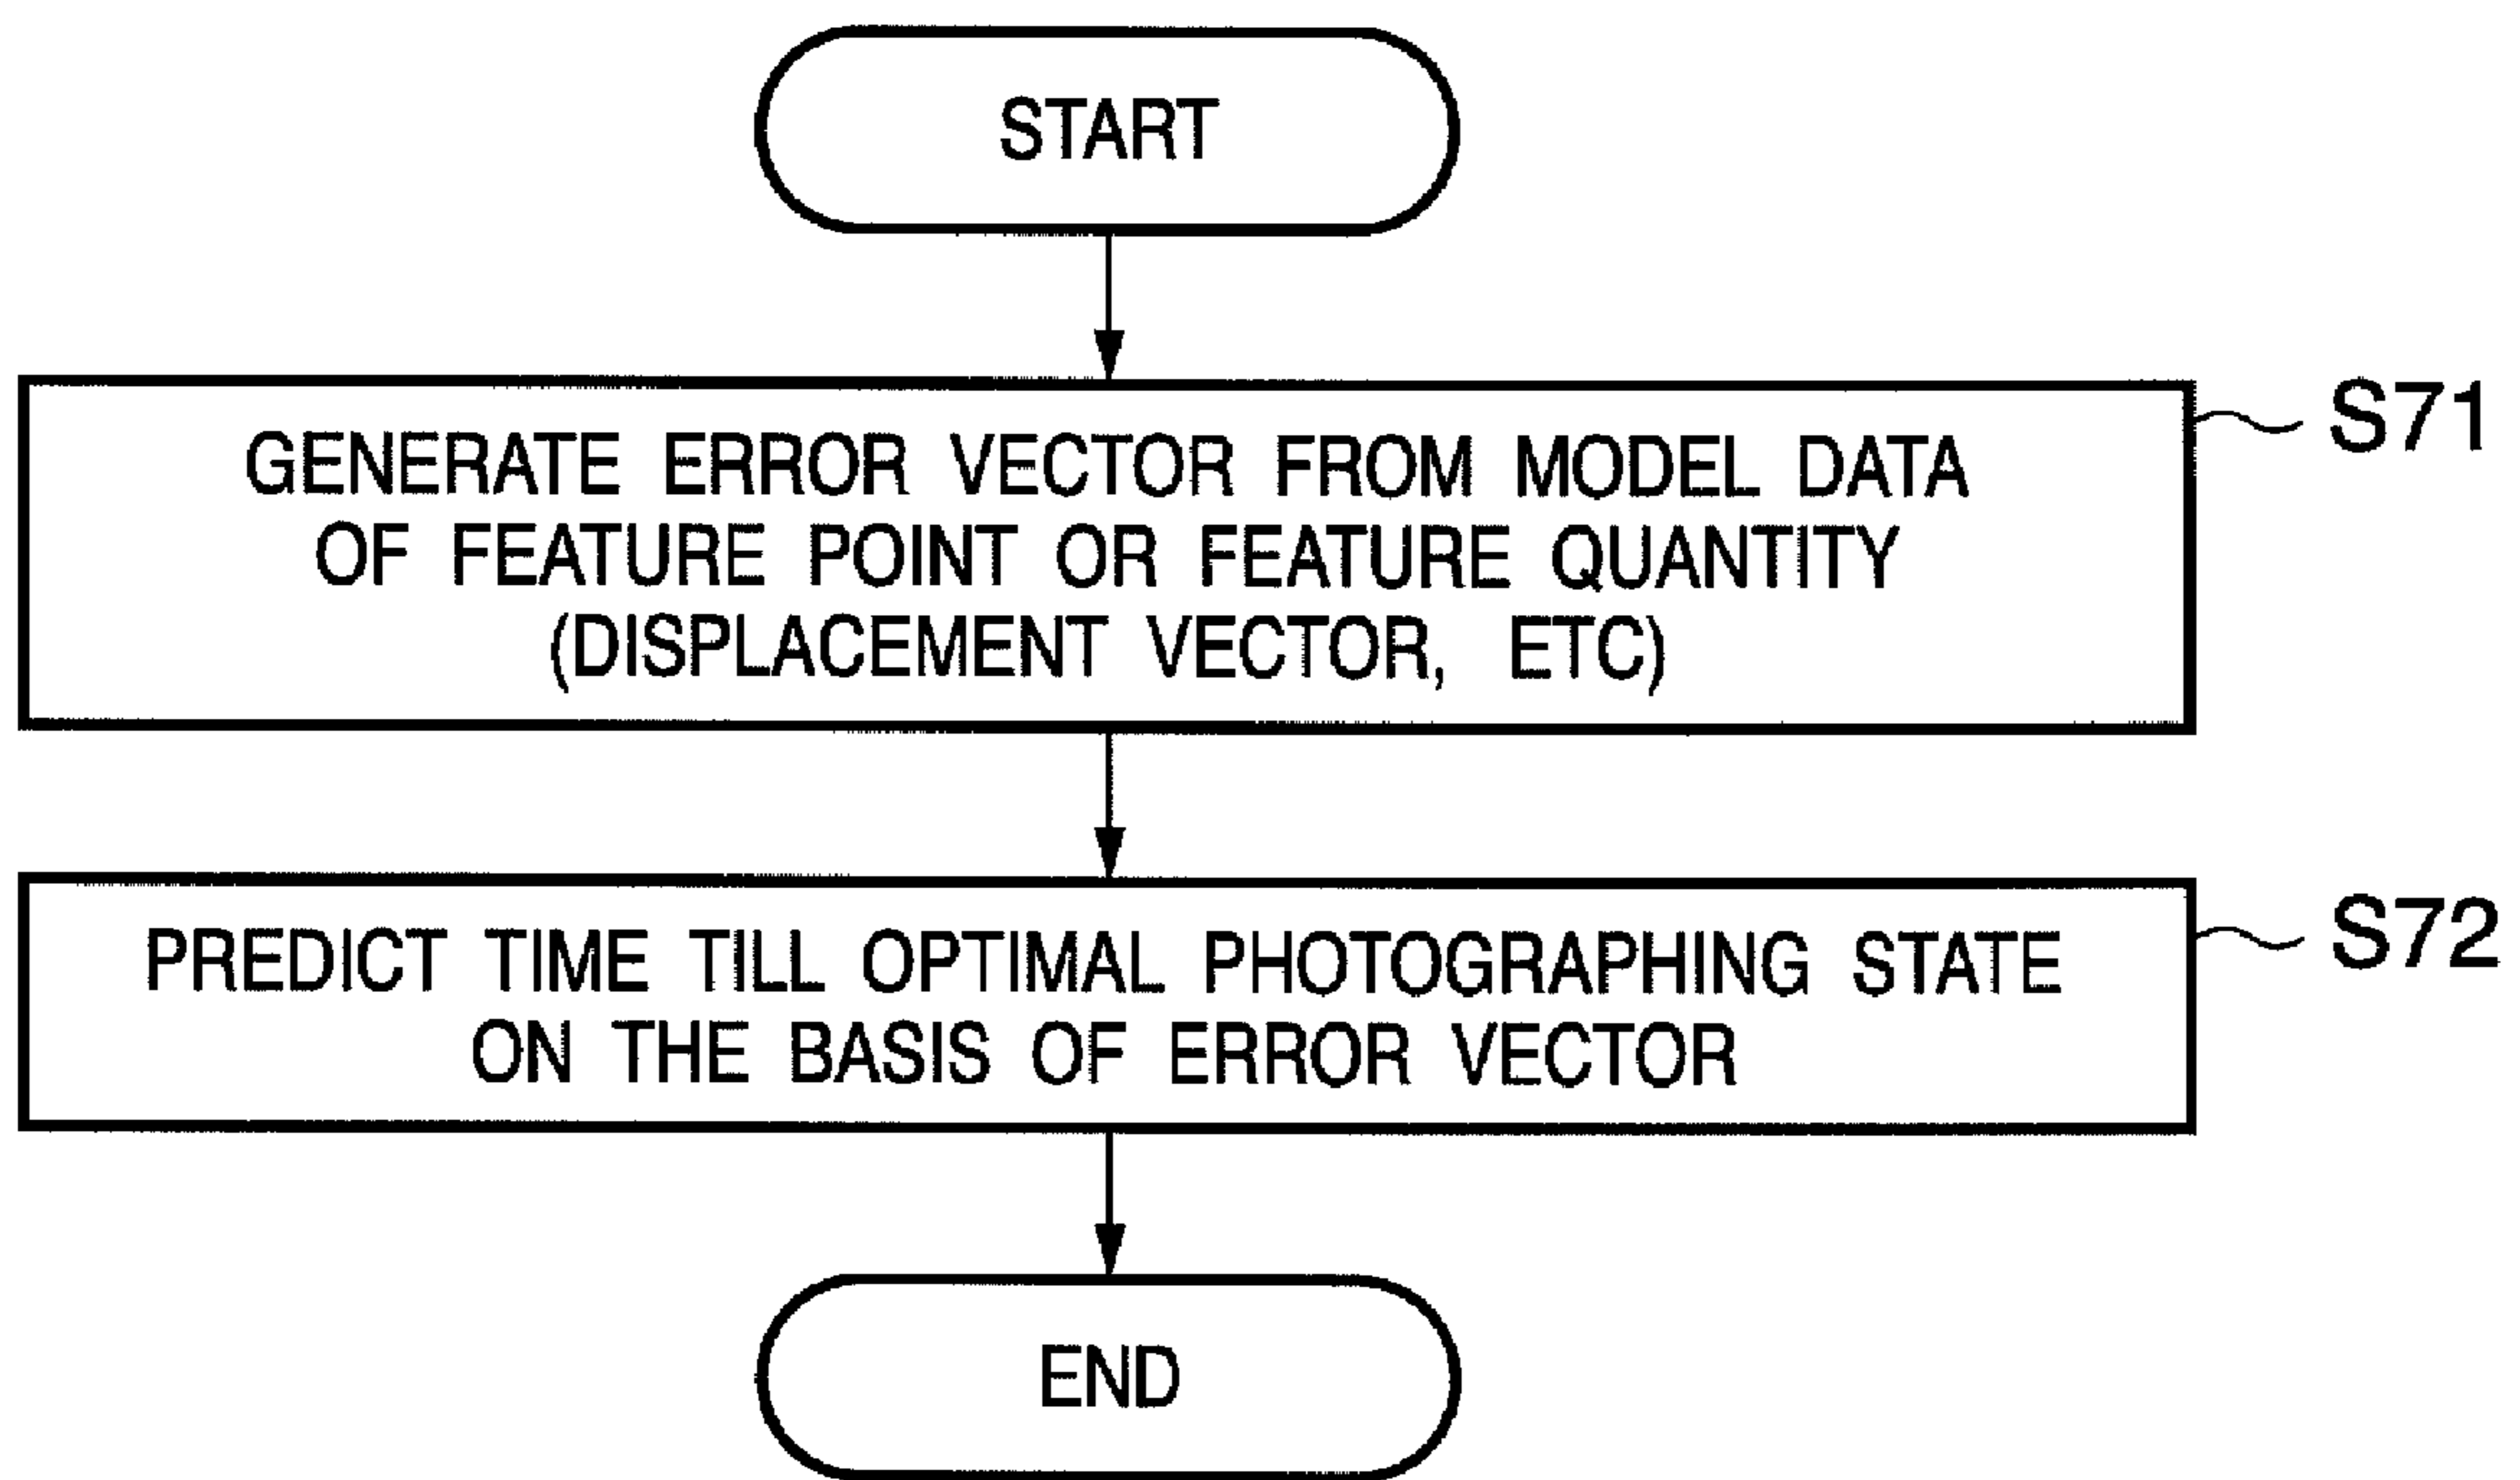 START
GENERATE ERROR VECTOR FROM MODEL DATA
OF FEATURE POINT OR FEATURE QUANTITY
(DISPLACEMENT VECTOR, ETC)
S71
PREDICT TIME TILL OPTIMAL PHOTOGRAPHING STATE
ON THE BASIS OF ERROR VECTOR
S72
END